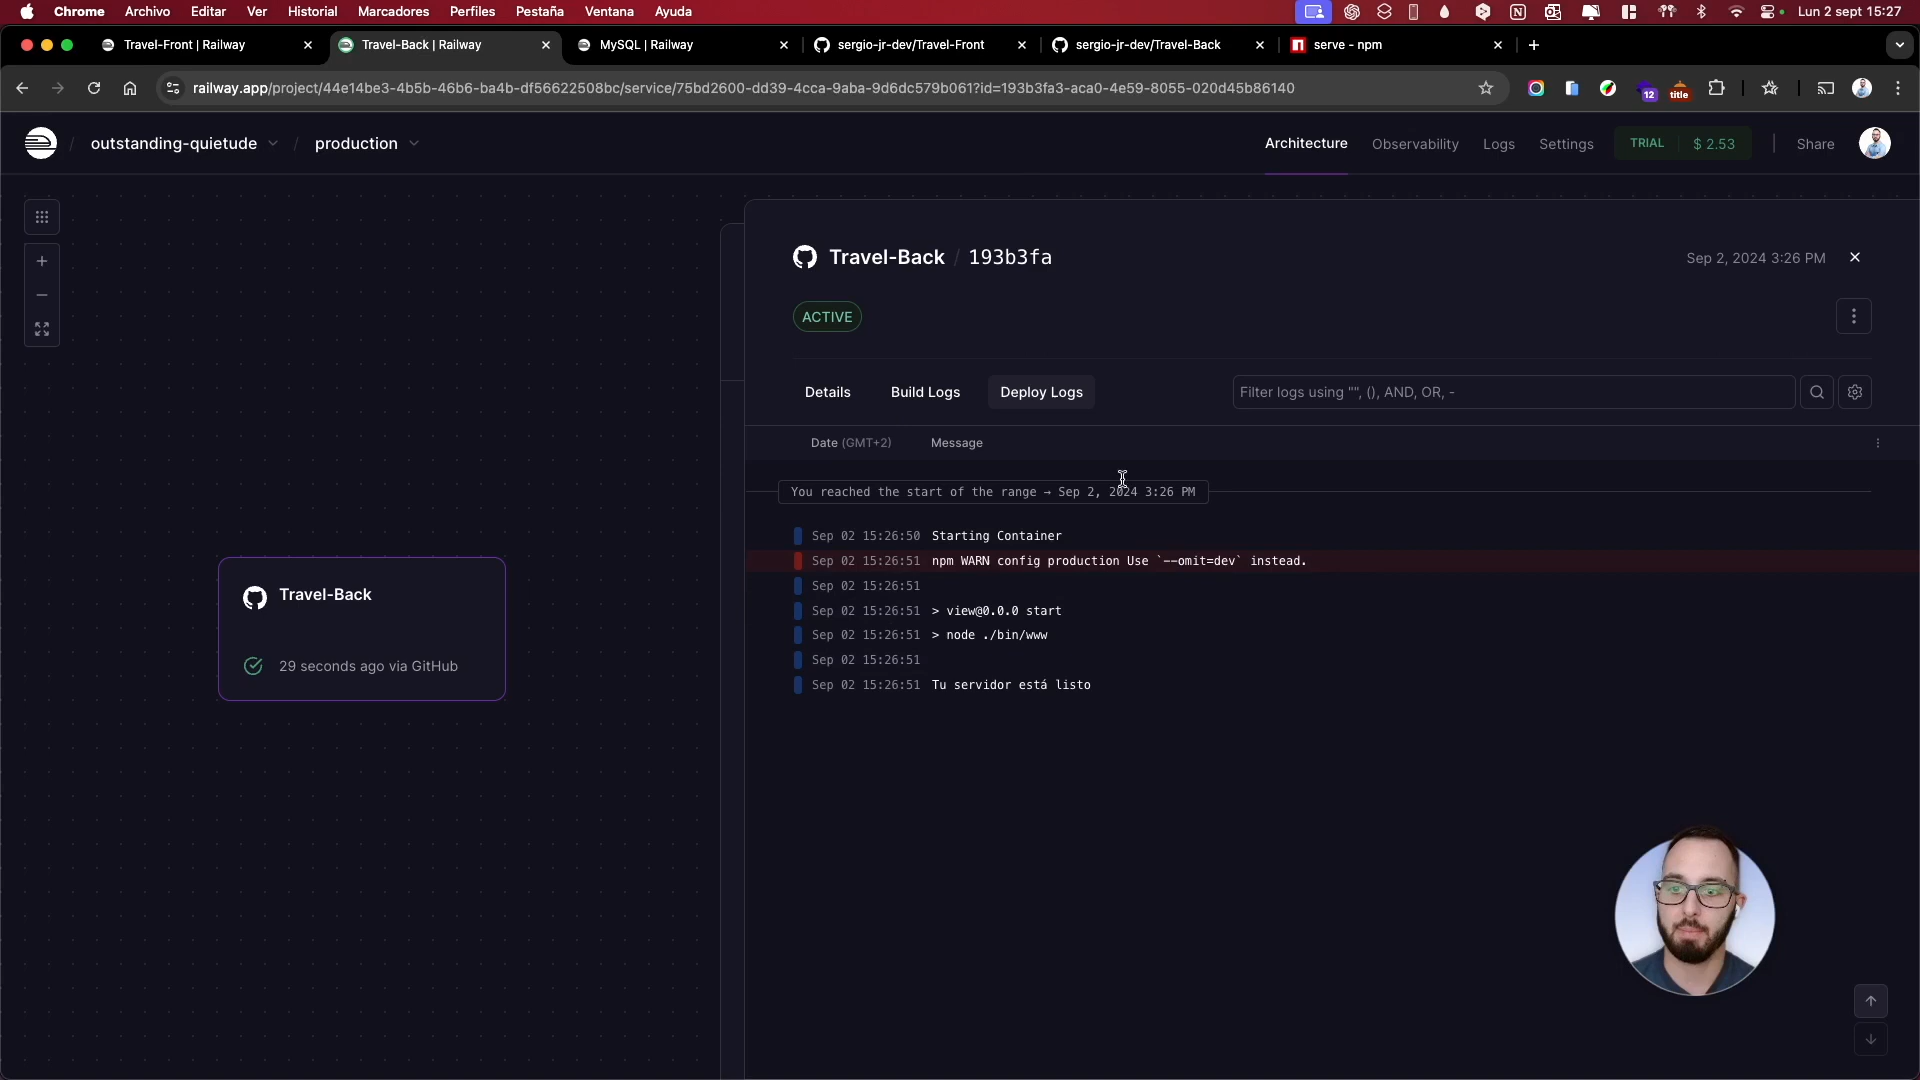 Chrome Archivo Editar Ver Historial Marcadores Perfiles Pestaña Ventana Ayuda Lun 2 sept 15:27
Travel-Front | Railway Travel-Back | Railway MySQL | Railway sergio-jr-dev/Travel-Front sergio-jr-dev/Travel-Back serve - npm
railway.app/project/44e14be3-4b5b-46b6-ba4b-df56622508bc/service/75bd2600-dd39-4cca-9aba-9d6dc579b061?id=193b3fa3-aca0-4e59-8055-020d45b86140 12 title
/ outstanding-quietude / production Architecture Observability Logs Settings TRIAL $ 2.53 Share
Travel-Back / 193b3fa Sep 2, 2024 3:26 PM
ACTIVE
Details Build Logs Deploy Logs Filter logs using "", (), AND, OR, -
Date (GMT+2) Message
You reached the start of the range → Sep 2, 2024 3:26 PM
Sep 02 15:26:50 Starting Container
Sep 02 15:26:51 npm WARN config production Use `--omit=dev` instead.
Sep 02 15:26:51
Sep 02 15:26:51 > view@0.0.0 start
Sep 02 15:26:51 > node ./bin/www
Sep 02 15:26:51
Sep 02 15:26:51 Tu servidor está listo
Travel-Back
29 seconds ago via GitHub